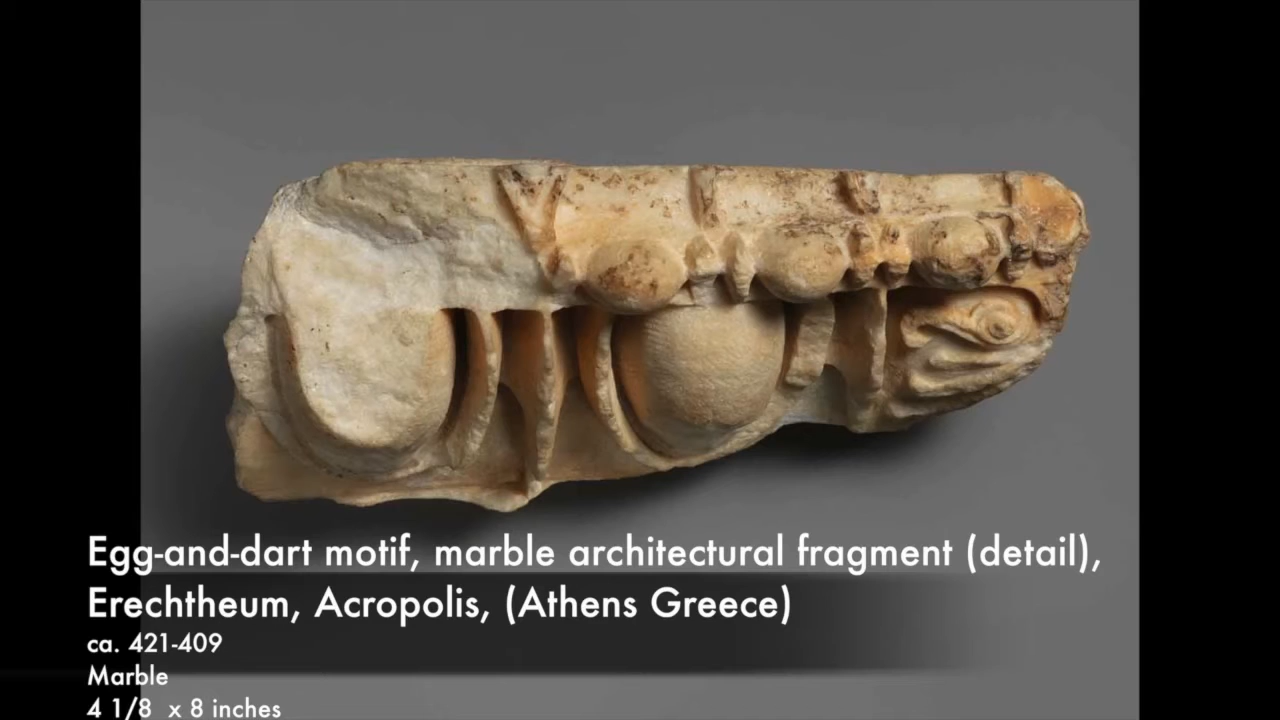 Egg-and-dart motif, marble architectural fragment (detail),
Erechtheum, Acropolis, (Athens Greece)
ca. 421-409
Marble
4 1/8 x 8 inches